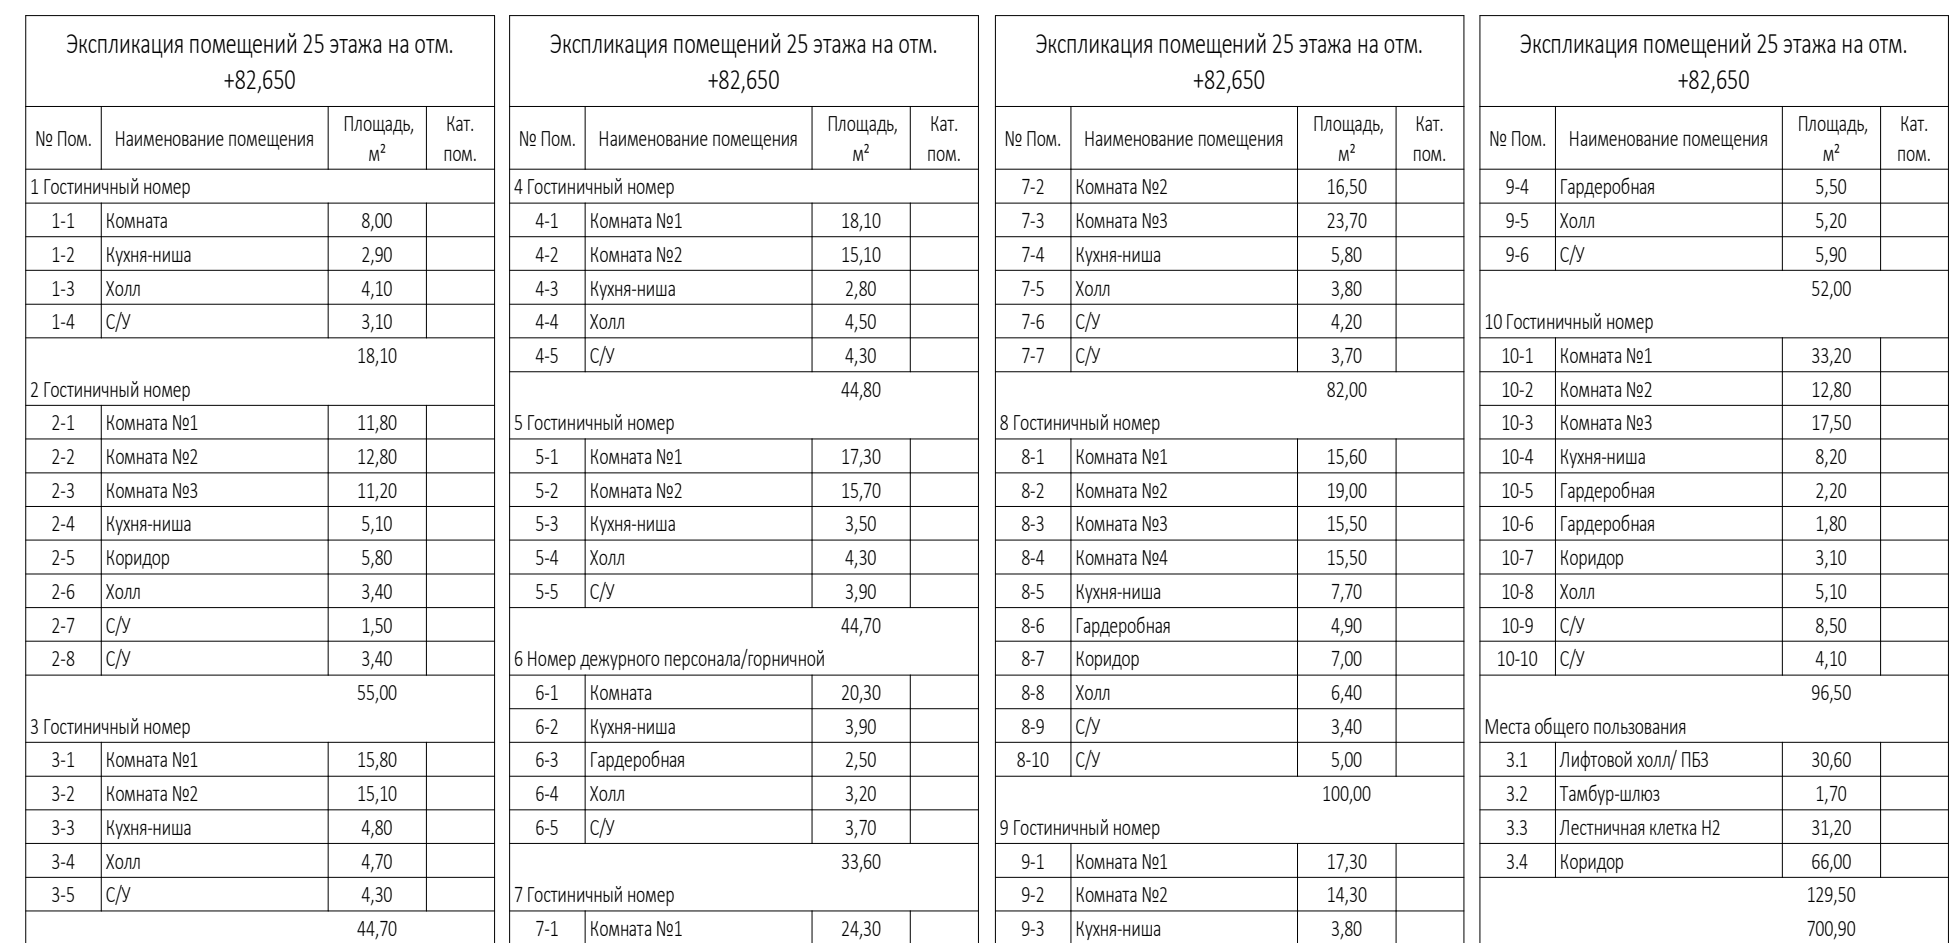 Экспликация помещений 25 этажа на отм.
+82,650
№ Пом. Наименование помещения Площадь, м² Кат. пом.
1 Гостиничный номер
1-1 Комната 8,00
1-2 Кухня-ниша 2,90
1-3 Холл 4,10
1-4 С/У 3,10
18,10
2 Гостиничный номер
2-1 Комната №1 11,80
2-2 Комната №2 12,80
2-3 Комната №3 11,20
2-4 Кухня-ниша 5,10
2-5 Коридор 5,80
2-6 Холл 3,40
2-7 С/У 1,50
2-8 С/У 3,40
55,00
3 Гостиничный номер
3-1 Комната №1 15,80
3-2 Комната №2 15,10
3-3 Кухня-ниша 4,80
3-4 Холл 4,70
3-5 С/У 4,30
44,70
Экспликация помещений 25 этажа на отм.
+82,650
№ Пом. Наименование помещения Площадь, м² Кат. пом.
4 Гостиничный номер
4-1 Комната №1 18,10
4-2 Комната №2 15,10
4-3 Кухня-ниша 2,80
4-4 Холл 4,50
4-5 С/У 4,30
44,80
5 Гостиничный номер
5-1 Комната №1 17,30
5-2 Комната №2 15,70
5-3 Кухня-ниша 3,50
5-4 Холл 4,30
5-5 С/У 3,90
44,70
6 Номер дежурного персонала/горничной
6-1 Комната 20,30
6-2 Кухня-ниша 3,90
6-3 Гардеробная 2,50
6-4 Холл 3,20
6-5 С/У 3,70
33,60
7 Гостиничный номер
7-1 Комната №1 24,30
Экспликация помещений 25 этажа на отм.
+82,650
№ Пом. Наименование помещения Площадь, м² Кат. пом.
7-2 Комната №2 16,50
7-3 Комната №3 23,70
7-4 Кухня-ниша 5,80
7-5 Холл 3,80
7-6 С/У 4,20
7-7 С/У 3,70
82,00
8 Гостиничный номер
8-1 Комната №1 15,60
8-2 Комната №2 19,00
8-3 Комната №3 15,50
8-4 Комната №4 15,50
8-5 Кухня-ниша 7,70
8-6 Гардеробная 4,90
8-7 Коридор 7,00
8-8 Холл 6,40
8-9 С/У 3,40
8-10 С/У 5,00
100,00
9 Гостиничный номер
9-1 Комната №1 17,30
9-2 Комната №2 14,30
9-3 Кухня-ниша 3,80
Экспликация помещений 25 этажа на отм.
+82,650
№ Пом. Наименование помещения Площадь, м² Кат. пом.
9-4 Гардеробная 5,50
9-5 Холл 5,20
9-6 С/У 5,90
52,00
10 Гостиничный номер
10-1 Комната №1 33,20
10-2 Комната №2 12,80
10-3 Комната №3 17,50
10-4 Кухня-ниша 8,20
10-5 Гардеробная 2,20
10-6 Гардеробная 1,80
10-7 Коридор 3,10
10-8 Холл 5,10
10-9 С/У 8,50
10-10 С/У 4,10
96,50
Места общего пользования
3.1 Лифтовой холл/ ПБЗ 30,60
3.2 Тамбур-шлюз 1,70
3.3 Лестничная клетка Н2 31,20
3.4 Коридор 66,00
129,50
700,90